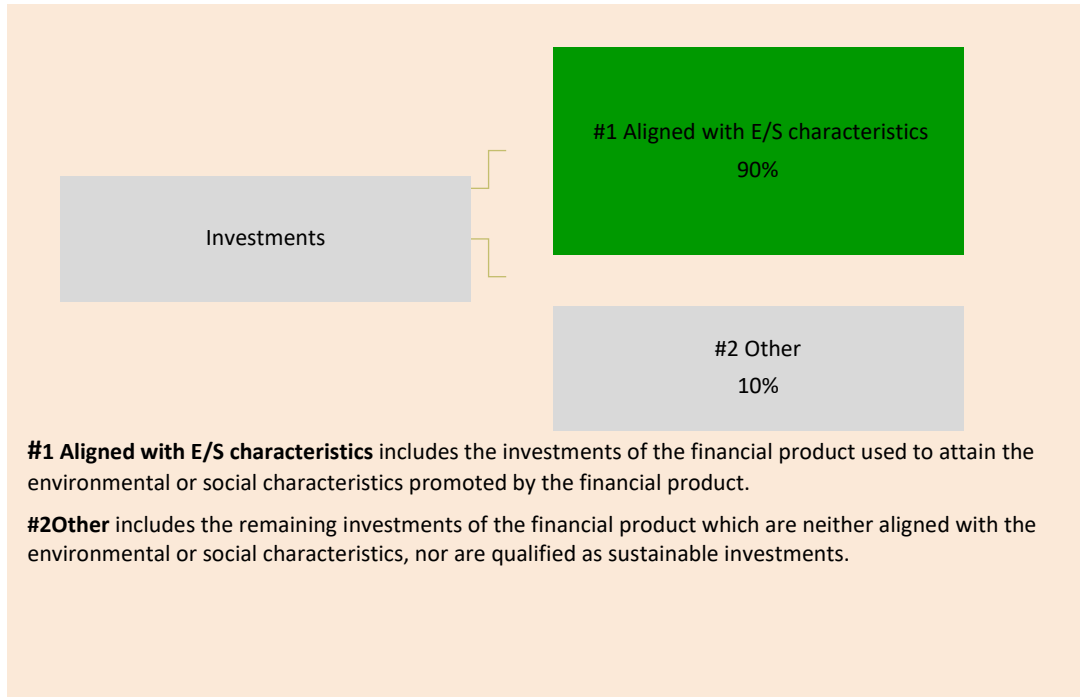 #1 Aligned with E/S characteristics
90%
Investments
#2 Other
10%
#1 Aligned with E/S characteristics includes the investments of the financial product used to attain the
environmental or social characteristics promoted by the financial product.
#2Other includes the remaining investments of the financial product which are neither aligned with the
environmental or social characteristics, nor are qualified as sustainable investments.